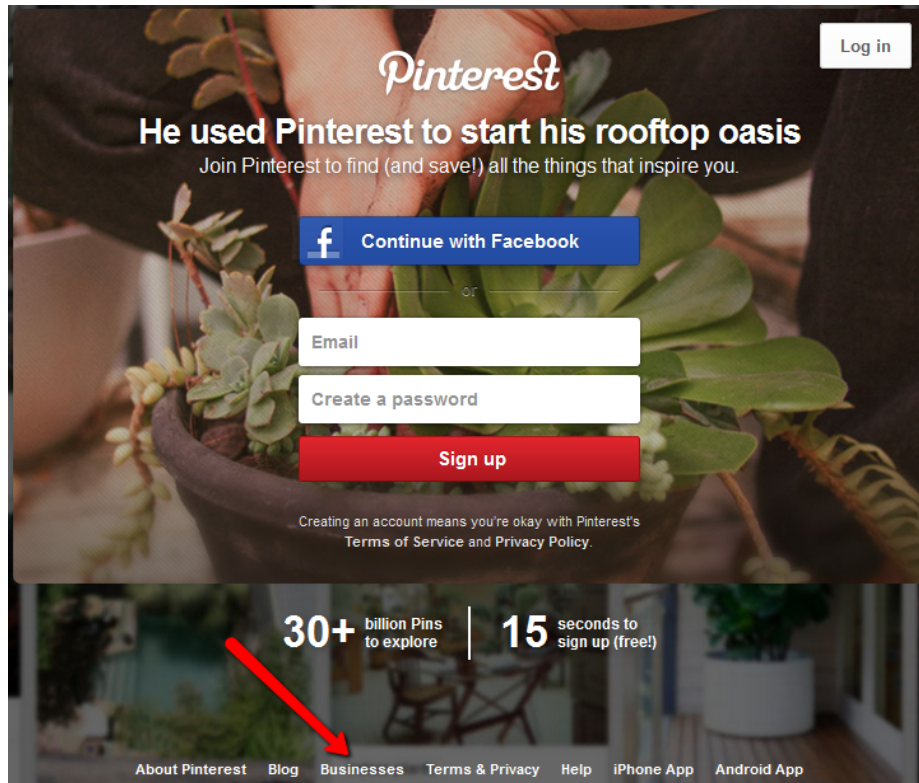 Log in
Pinterest
He used Pinterest to start his rooftop oasis
Join Pinterest to find (and save!) all the things that inspire you.
f Continue with Facebook
or
Email
Create a password
Sign up
Creating an account means you're okay with Pinterest's
Terms of Service and Privacy Policy.
30+ billion Pins to explore
15 seconds to sign up (free!)
About Pinterest Blog Businesses Terms & Privacy Help iPhone App Android App